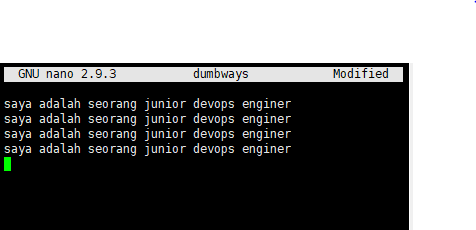 GNU nano 2.9.3 dumbways Modified
saya adalah seorang junior devops enginer
saya adalah seorang junior devops enginer
saya adalah seorang junior devops enginer
saya adalah seorang junior devops enginer